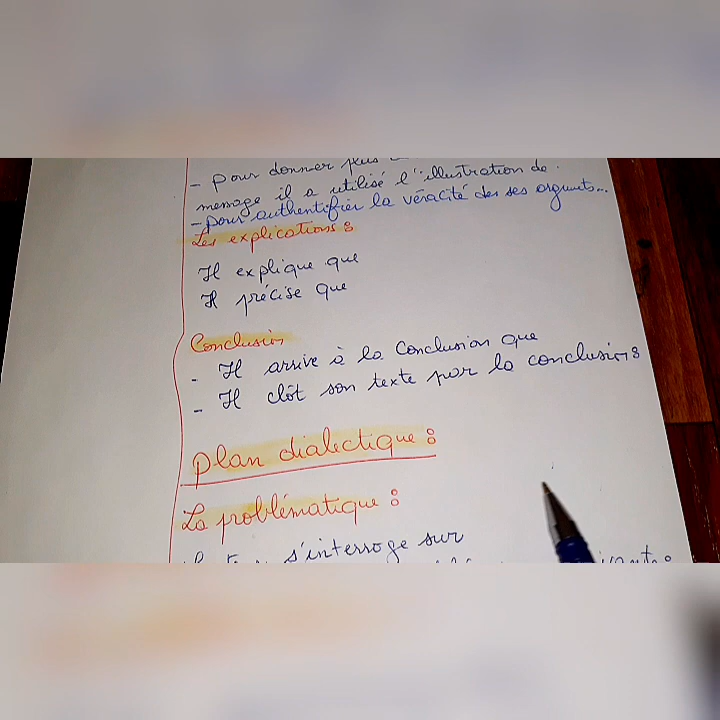 - pour donner plus
message il a utilisé l'illustration de.
- pour authentifier la véracité des ses arguments...
Les explications :
Il explique que
Il précise que
Conclusion
- Il arrive à la Conclusion que
- Il clôt son texte par la conclusion :
plan dialectique :
La problématique :
s'interroge sur